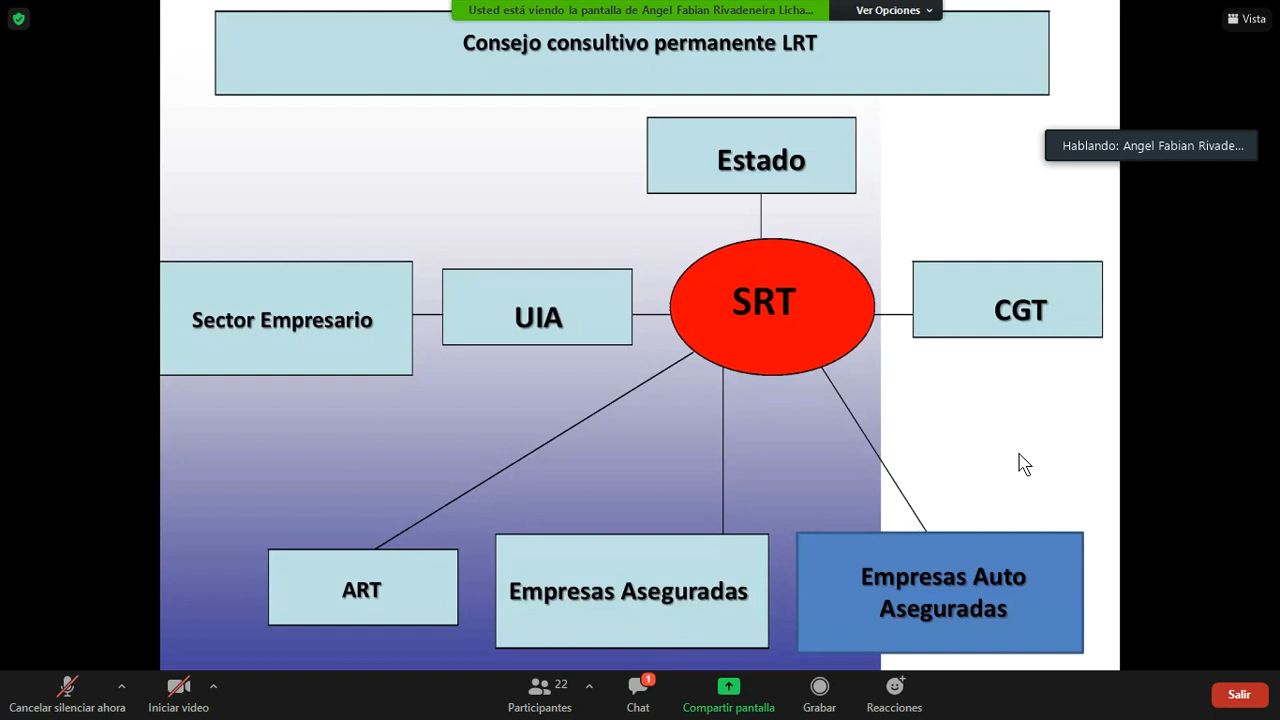 Usted está viendo la pantalla de Angel Fabian Rivadeneira Licha...
Ver Opciones
Vista
Consejo consultivo permanente LRT
Hablando: Angel Fabian Rivade...
Estado
Sector Empresario
UIA
SRT
CGT
ART
Empresas Aseguradas
Empresas Auto
Aseguradas
22
1
Cancelar silenciar ahora
Iniciar video
Participantes
Chat
Compartir pantalla
Grabar
Reacciones
Salir